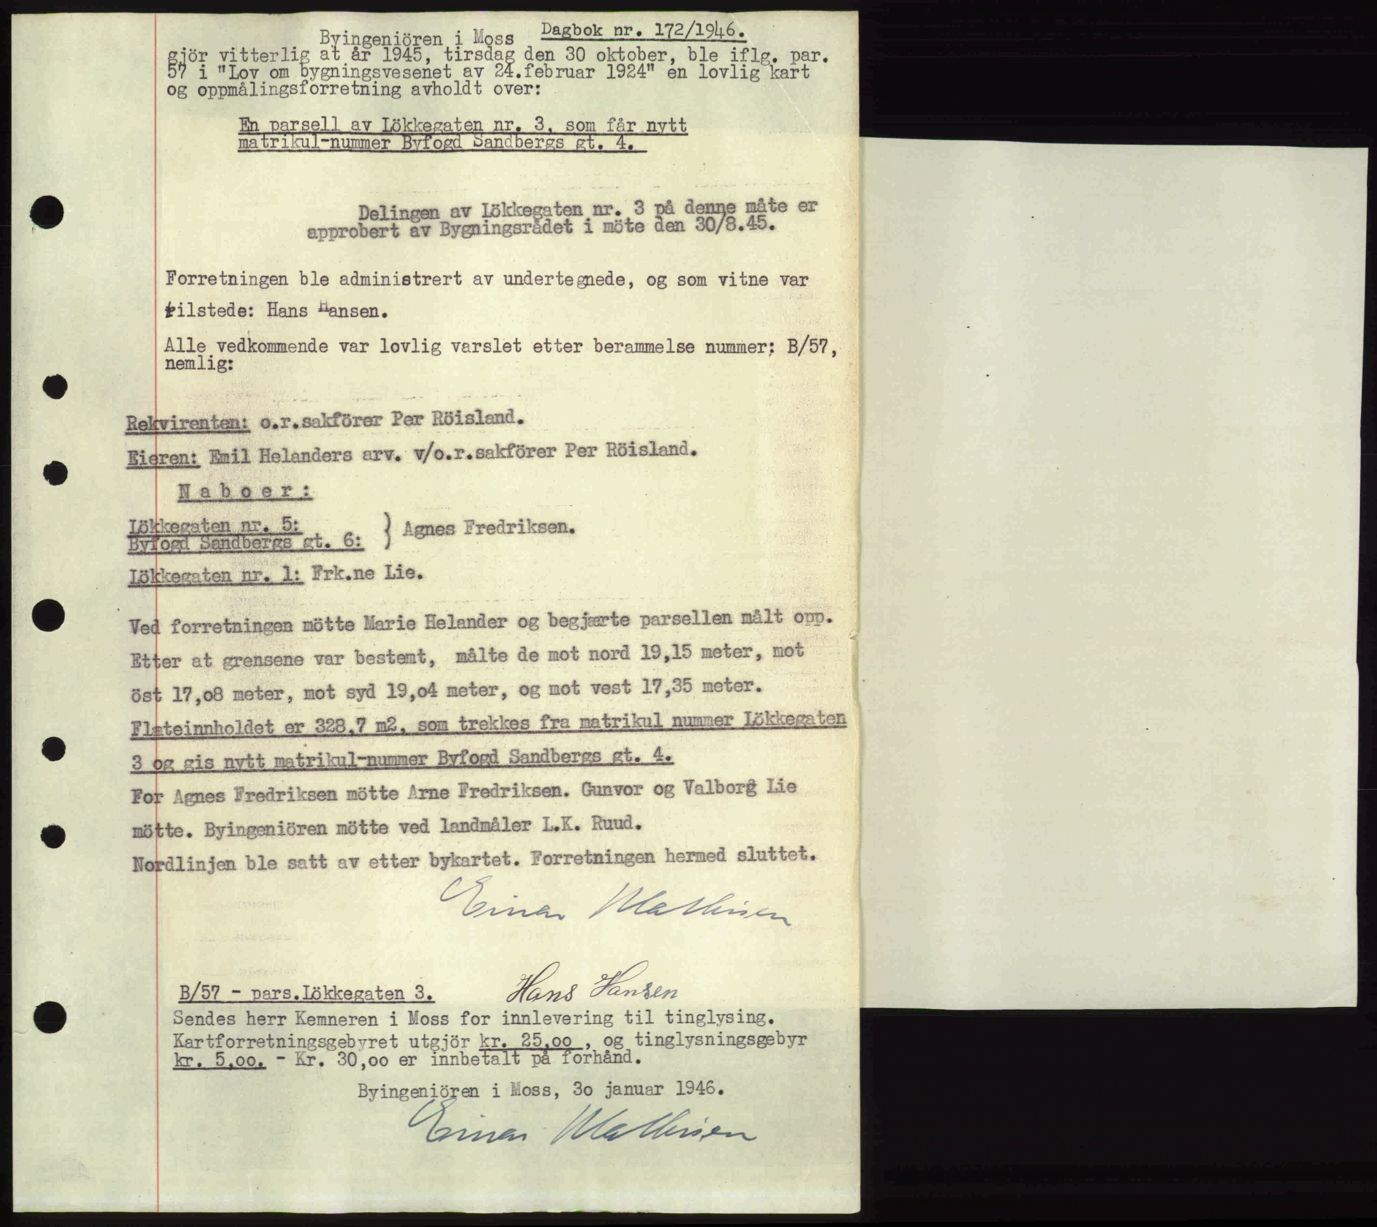 Dagbok nr. 172/1946.
Byingeniören i Moss
gjör vitterlig at år 1945, tirsdag den 30 oktober, ble iflg. par.
57 i "Lov om bygningsvesenet av 24.februar 1924" en lovlig kart
og oppmålingsforretning avholdt over:
En parsell av Lökkegaten nr. 3, som får nytt
matrikul-nummer Byfogd Sandbergs gt. 4.
Delingen av Lökkegaten nr. 3 på denne måte er
approbert av Bygningsrådet i möte den 30/8.45.
Forretningen ble administrert av undertegnede, og som vitne var
tilstede: Hans Hansen.
Alle vedkommende var lovlig varslet etter berammelse nummer: B/57,
nemlig:
Rekvirenten: o.r.sakförer Per Röisland.
Eieren: Emil Helanders arv. v/o.r.sakförer Per Röisland.
N a b o e r :
Lökkegaten nr. 5:
Byfogd Sandbergs gt. 6: } Agnes Fredriksen.
Lökkegaten nr. 1: Frk.ne Lie.
Ved forretningen mötte Marie Helander og begjærte parsellen målt opp.
Etter at grensene var bestemt, målte de mot nord 19,15 meter, mot
öst 17,o8 meter, mot syd 19,o4 meter, og mot vest 17,35 meter.
Flateinnholdet er 328,7 m2, som trekkes fra matrikul nummer Lökkegaten
3 og gis nytt matrikul-nummer Byfogd Sandbergs gt. 4.
For Agnes Fredriksen mötte Arne Fredriksen. Gunvor og Valborg Lie
mötte. Byingeniören mötte ved landmåler L.K. Ruud.
Nordlinjen ble satt av etter bykartet. Forretningen hermed sluttet.
Einar Mathisen
Hans Hansen
B/57 - pars.Lökkegaten 3.
Sendes herr Kemneren i Moss for innlevering til tinglysing.
Kartforretningsgebyret utgjör kr. 25,oo , og tinglysningsgebyr
kr. 5,oo. - Kr. 30,oo er innbetalt på forhånd.
Byingeniören i Moss, 3o januar 1946.
Einar Mathisen